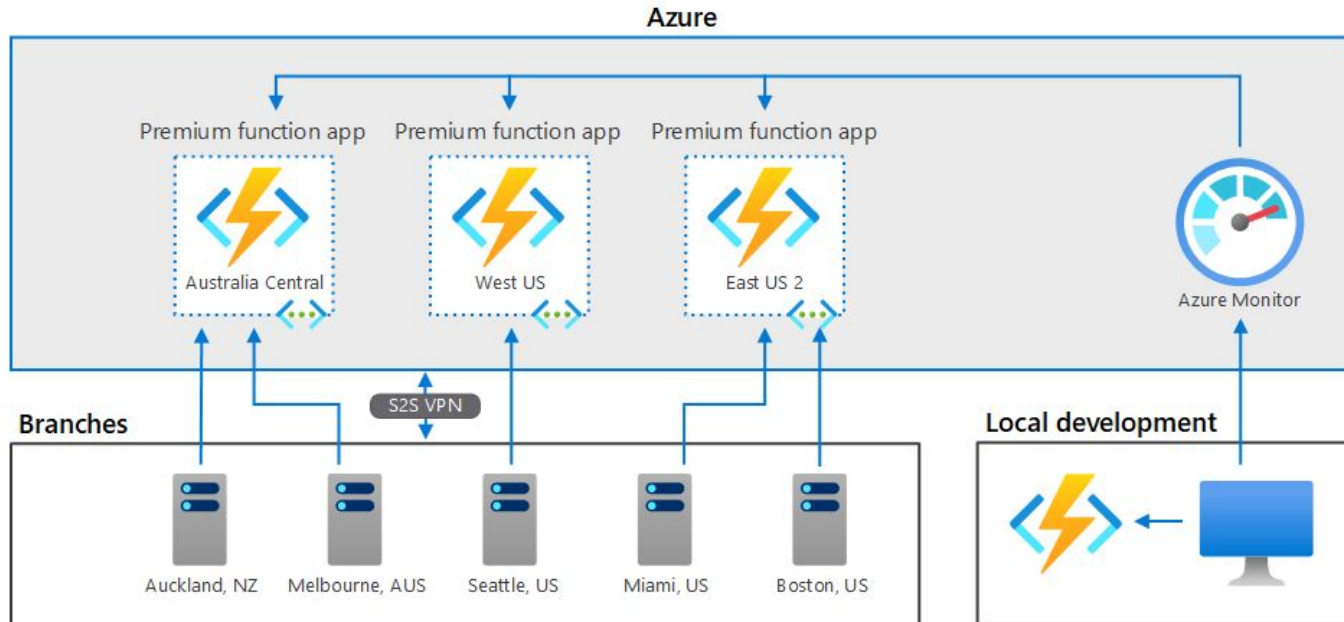 Azure
Premium function app
Premium function app
Premium function app
Australia Central
West US
East US 2
Azure Monitor
S2S VPN
Branches
Local development
Auckland, NZ
Melbourne, AUS
Seattle, US
Miami, US
Boston, US